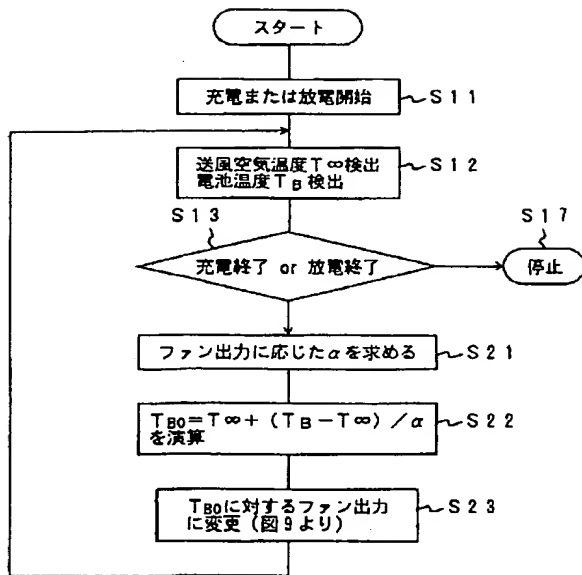 スタート
充電または放電開始 S11
送風空気温度T∞検出
電池温度TB検出 S12
S13
充電終了 or 放電終了
S17
停止
ファン出力に応じたαを求める S21
TBO=T∞+(TB-T∞)/α
を演算 S22
TBOに対するファン出力
に変更(図9より) S23